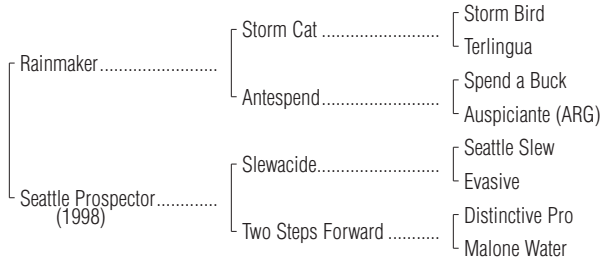 Storm Bird
Storm Cat ........................
Terlingua
Rainmaker........................
Spend a Buck
Antespend........................
Auspiciante (ARG)
Seattle Slew
Slewacide.........................
Evasive
Seattle Prospector............
(1998)
Distinctive Pro
Two Steps Forward ..........
Malone Water